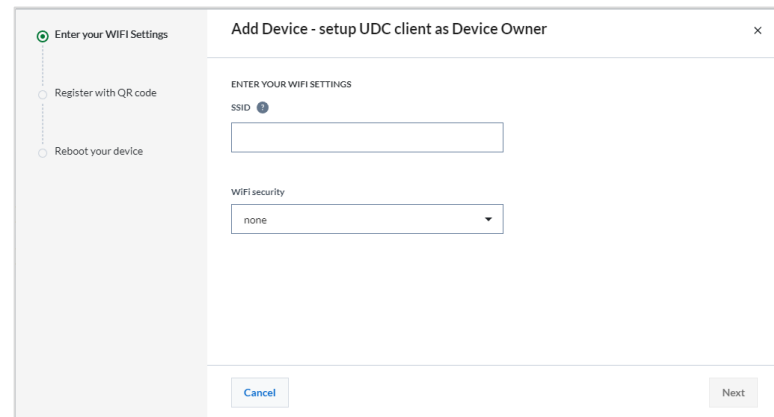 Enter your WIFI Settings
Register with QR code
Reboot your device
Add Device - setup UDC client as Device Owner
×
ENTER YOUR WIFI SETTINGS
SSID ?
WiFi security
none
Cancel
Next